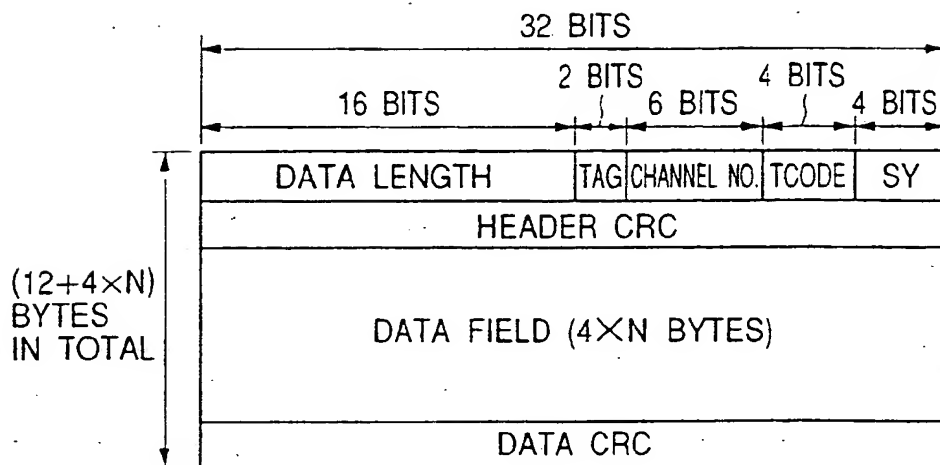 32 BITS
2 BITS
4 BITS
16 BITS
6 BITS
4 BITS
DATA LENGTH
TAG
CHANNEL NO.
TCODE
SY
HEADER CRC
(12+4×N)
BYTES
IN TOTAL
DATA FIELD (4×N BYTES)
DATA CRC